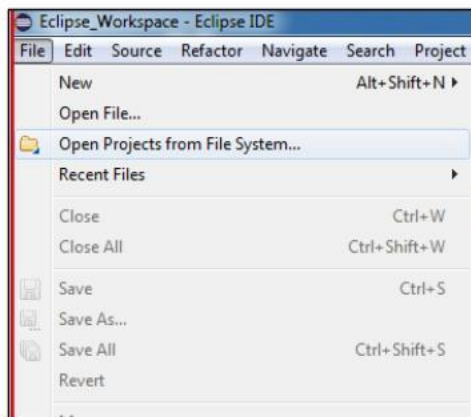 Eclipse_Workspace - Eclipse IDE
File Edit Source Refactor Navigate Search Project
New Alt+Shift+N
Open File...
Open Projects from File System...
Recent Files
Close Ctrl+W
Close All Ctrl+Shift+W
Save Ctrl+S
Save As...
Save All Ctrl+Shift+S
Revert